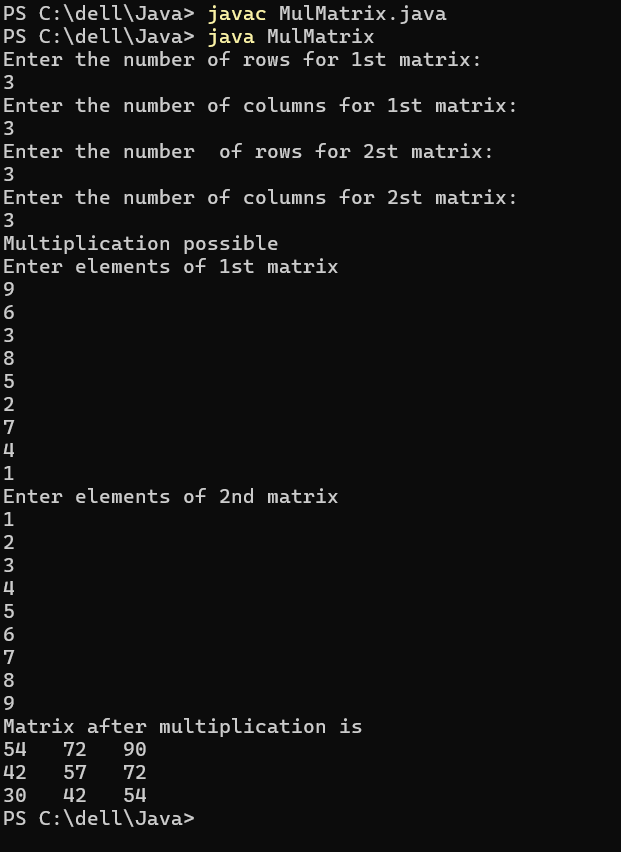 PS C:\dell\Java> javac MulMatrix.java
PS C:\dell\Java> java MulMatrix
Enter the number of rows for 1st matrix:
3
Enter the number of columns for 1st matrix:
3
Enter the number  of rows for 2st matrix:
3
Enter the number of columns for 2st matrix:
3
Multiplication possible
Enter elements of 1st matrix
9
6
3
8
5
2
7
4
1
Enter elements of 2nd matrix
1
2
3
4
5
6
7
8
9
Matrix after multiplication is
54   72   90
42   57   72
30   42   54
PS C:\dell\Java>